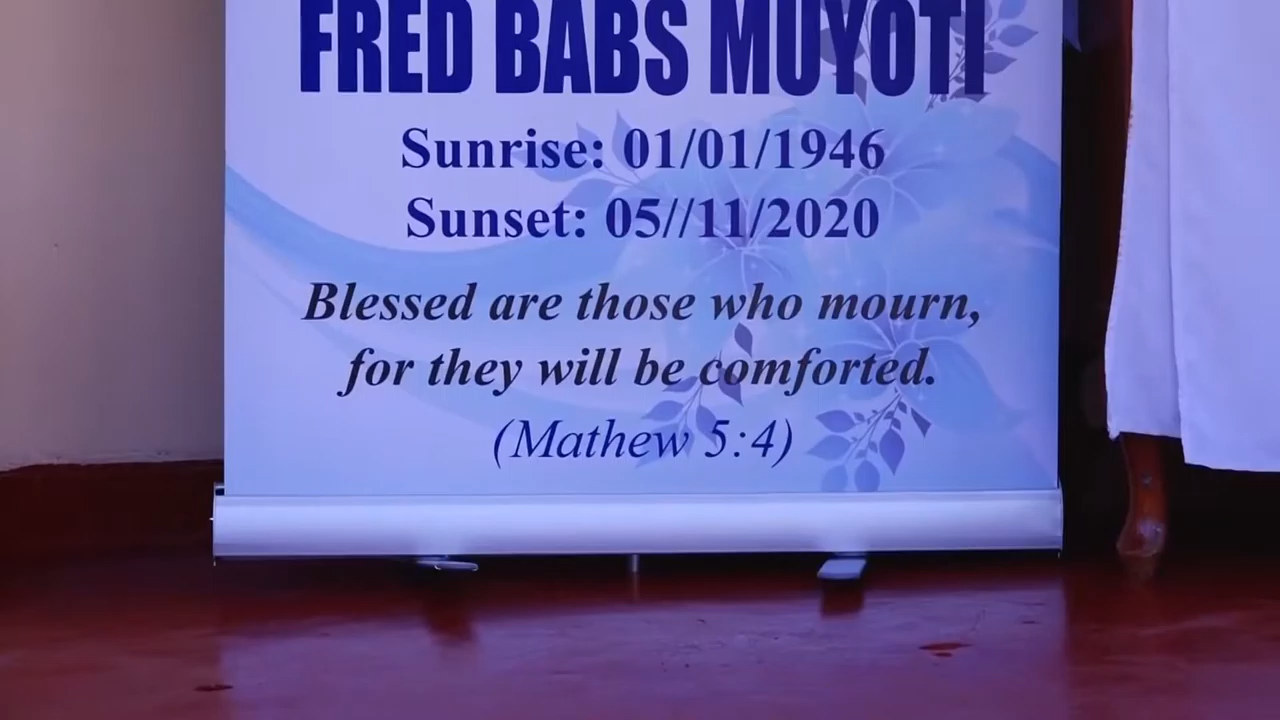 FRED BABS MUYOTI
Sunrise: 01/01/1946
Sunset: 05//11/2020
Blessed are those who mourn,
for they will be comforted.
(Mathew 5:4)